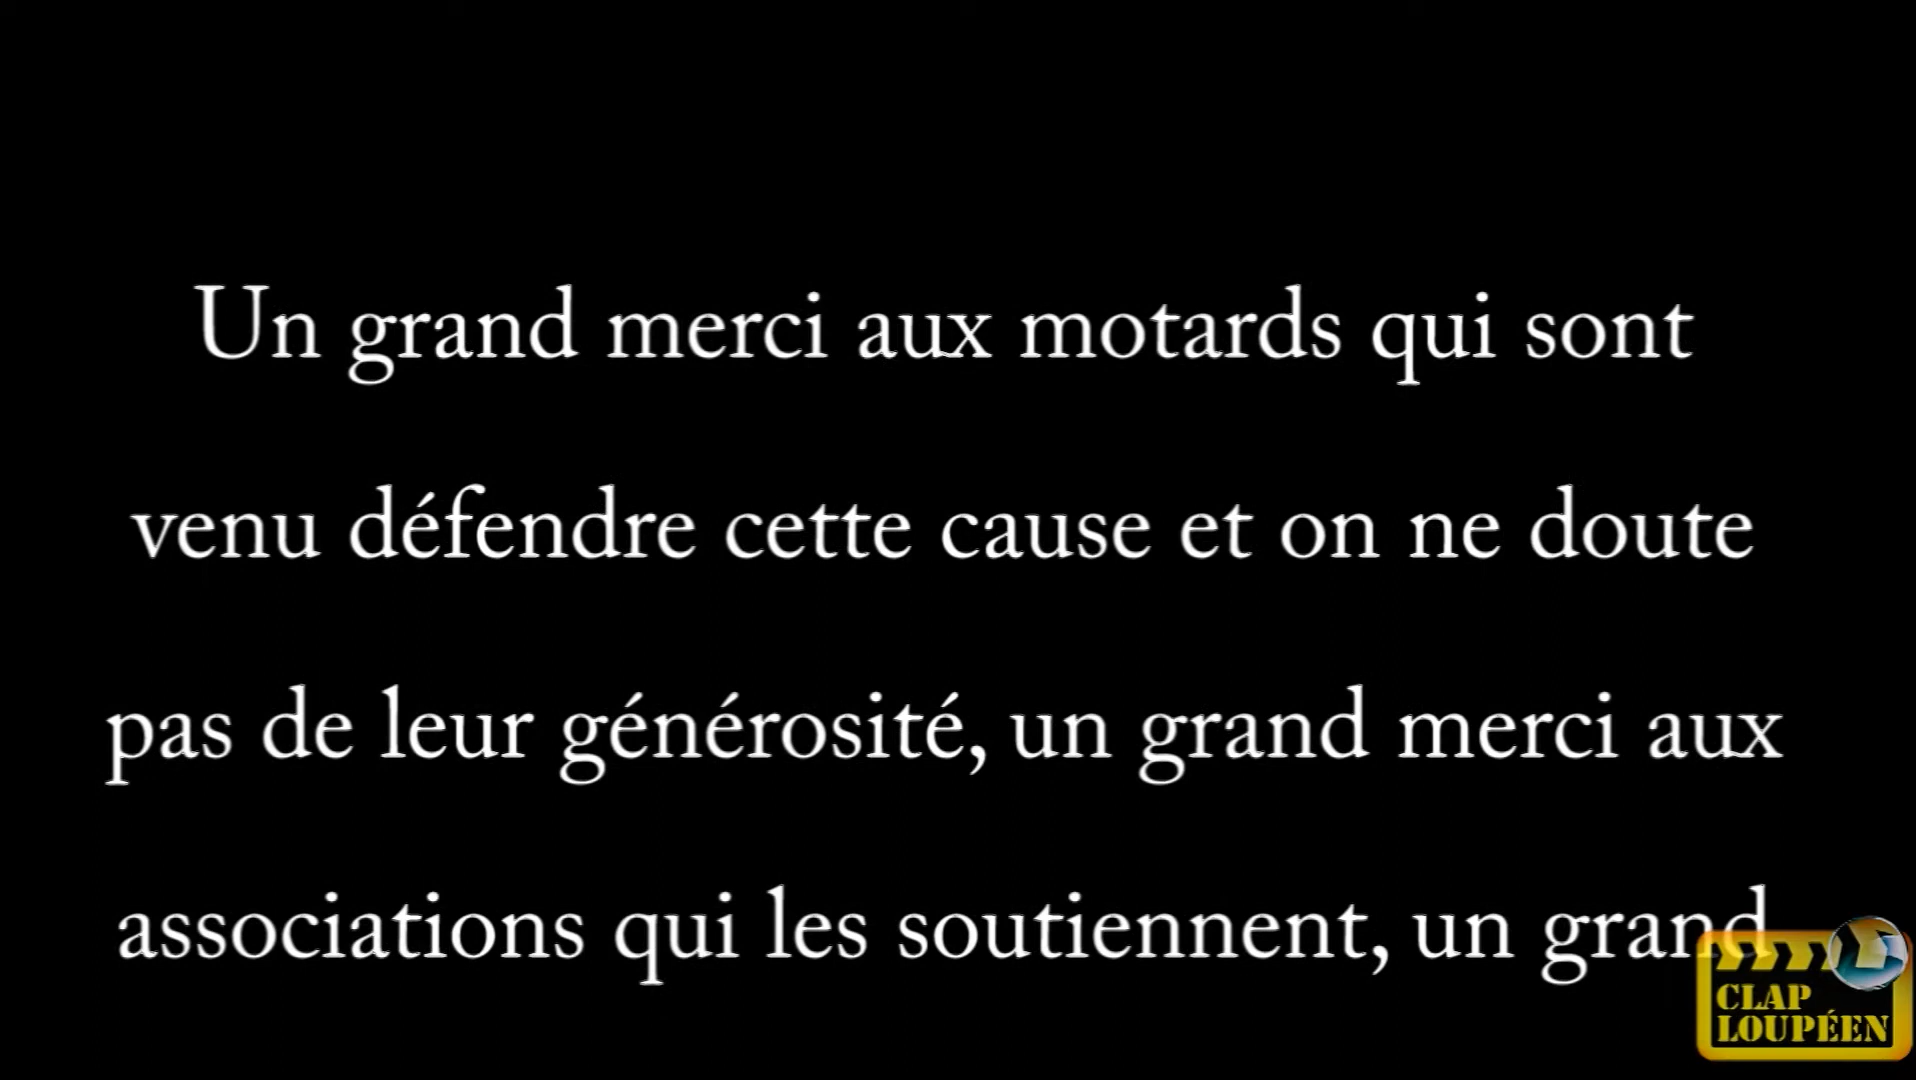 Un grand merci aux motards qui sont
venu défendre cette cause et on ne doute
pas de leur générosité, un grand merci aux
associations qui les soutiennent, un grand
CLAP
LOUPÉEN